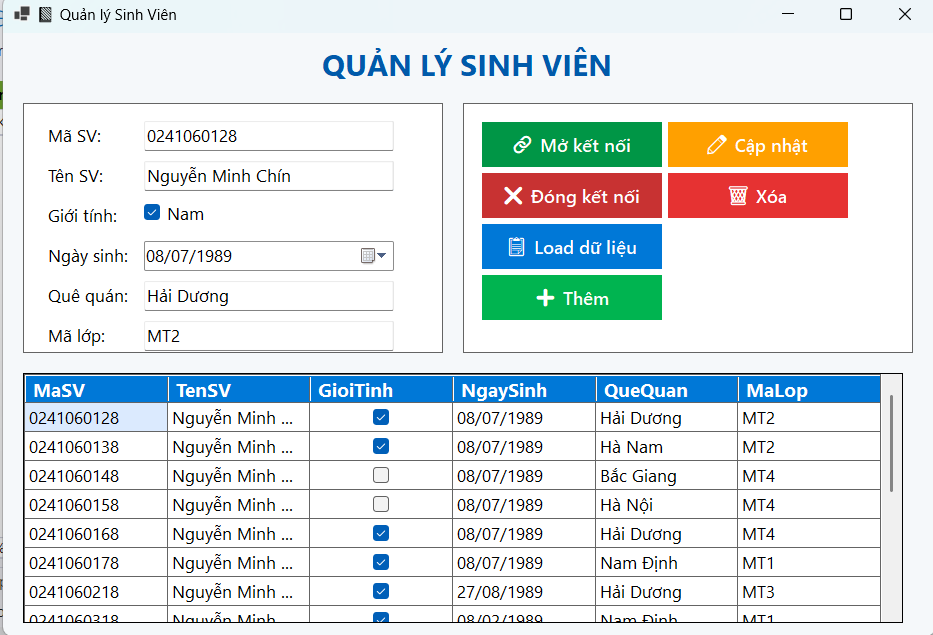 Quản lý Sinh Viên
QUẢN LÝ SINH VIÊN
Mã SV: 0241060128
Tên SV: Nguyễn Minh Chín
Giới tính: Nam
Ngày sinh: 08/07/1989
Quê quán: Hải Dương
Mã lớp: MT2
Mở kết nối Cập nhật
Đóng kết nối Xóa
Load dữ liệu
Thêm
MaSV TenSV GioiTinh NgaySinh QueQuan MaLop
0241060128 Nguyễn Minh ... 08/07/1989 Hải Dương MT2
0241060138 Nguyễn Minh ... 08/07/1989 Hà Nam MT2
0241060148 Nguyễn Minh ... 08/07/1989 Bắc Giang MT4
0241060158 Nguyễn Minh ... 08/07/1989 Hà Nội MT4
0241060168 Nguyễn Minh ... 08/07/1989 Hải Dương MT4
0241060178 Nguyễn Minh ... 08/07/1989 Nam Định MT1
0241060218 Nguyễn Minh ... 27/08/1989 Hải Dương MT3
0241060318 Nguyễn Minh ... 08/02/1989 Nam Định MT1